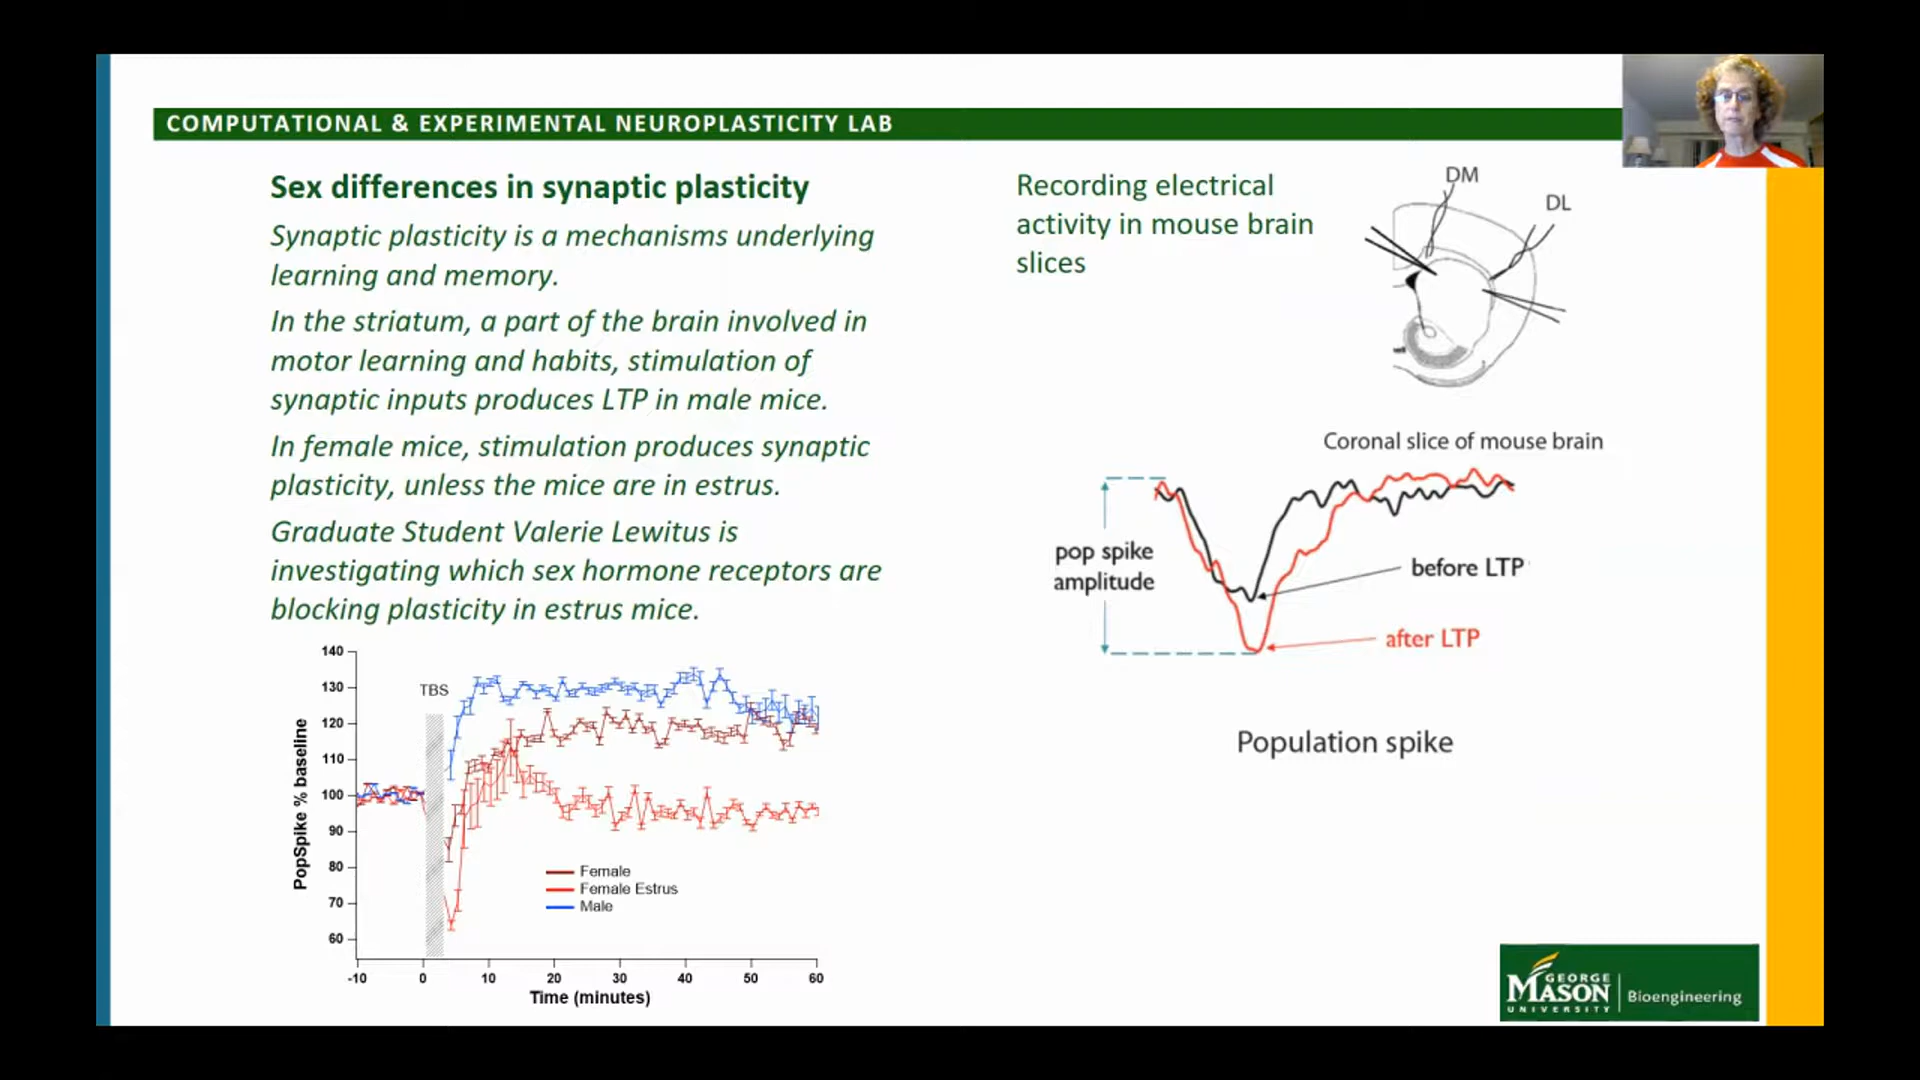 COMPUTATIONAL & EXPERIMENTAL NEUROPLASTICITY LAB
Sex differences in synaptic plasticity
Synaptic plasticity is a mechanisms underlying
learning and memory.
In the striatum, a part of the brain involved in
motor learning and habits, stimulation of
synaptic inputs produces LTP in male mice.
In female mice, stimulation produces synaptic
plasticity, unless the mice are in estrus.
Graduate Student Valerie Lewitus is
investigating which sex hormone receptors are
blocking plasticity in estrus mice.
140
130
120
110
100
90
80
70
60
PopSpike % baseline
TBS
Female
Female Estrus
Male
-10 0 10 20 30 40 50 60
Time (minutes)
Recording electrical
activity in mouse brain
slices
DM
DL
Coronal slice of mouse brain
pop spike
amplitude
before LTP
after LTP
Population spike
GEORGE
MASON
UNIVERSITY
Bioengineering